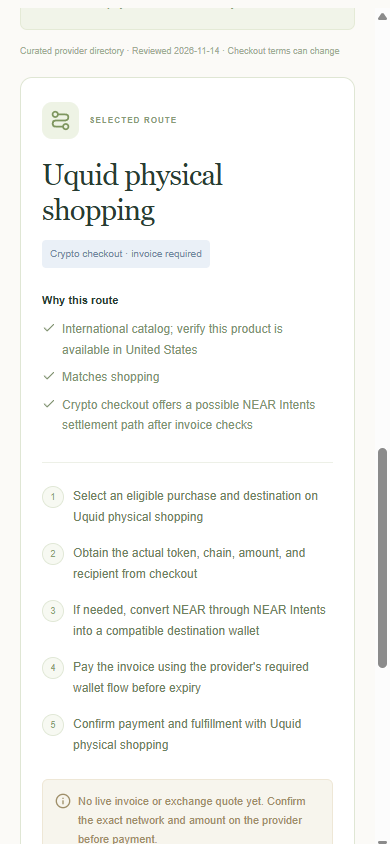 Curated provider directory · Reviewed 2026-11-14 · Checkout terms can change
SELECTED ROUTE
Uquid physical
shopping
Crypto checkout · invoice required
Why this route
International catalog; verify this product is
available in United States
Matches shopping
Crypto checkout offers a possible NEAR Intents
settlement path after invoice checks
1 Select an eligible purchase and destination on
Uquid physical shopping
2 Obtain the actual token, chain, amount, and
recipient from checkout
3 If needed, convert NEAR through NEAR Intents
into a compatible destination wallet
4 Pay the invoice using the provider's required
wallet flow before expiry
5 Confirm payment and fulfillment with Uquid
physical shopping
No live invoice or exchange quote yet. Confirm
the exact network and amount on the provider
before payment.